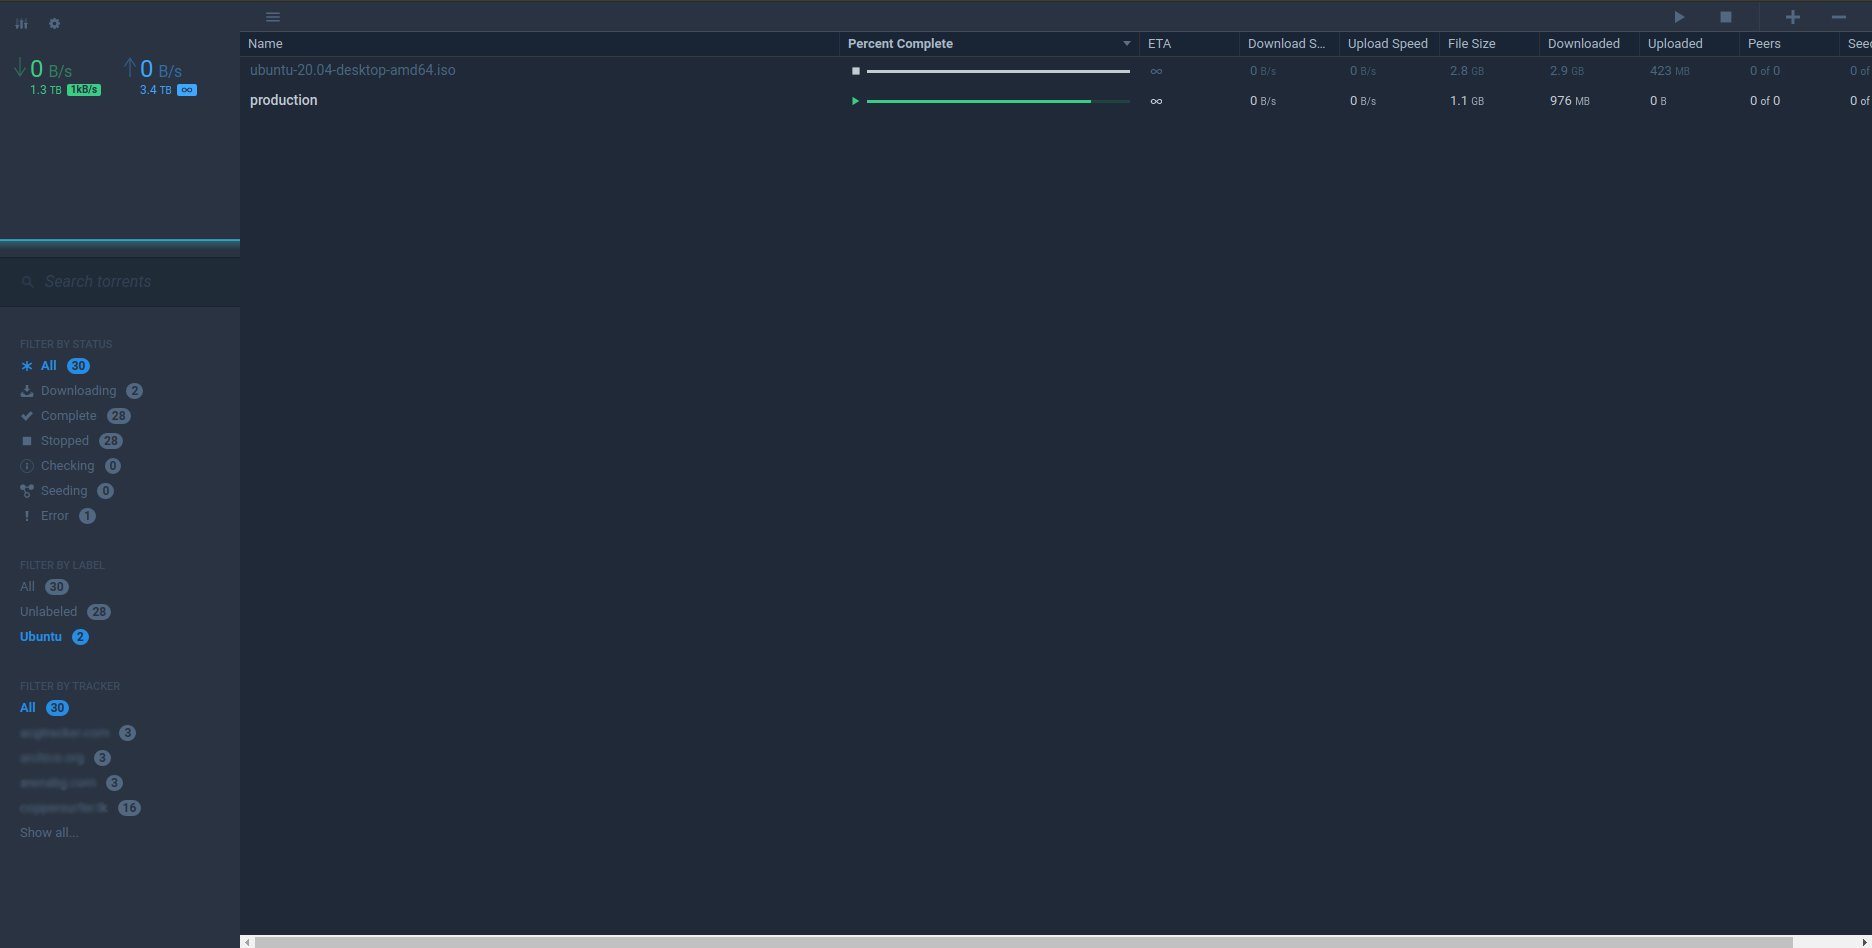 0 B/s 0 B/s
1.3 TB 1kB/s 3.4 TB ∞
Search torrents
FILTER BY STATUS
All 30
Downloading 2
Complete 28
Stopped 28
Checking 0
Seeding 0
Error 1
FILTER BY LABEL
All 30
Unlabeled 28
Ubuntu 2
FILTER BY TRACKER
All 30
3
3
3
16
Show all...
Name Percent Complete ETA Download S... Upload Speed File Size Downloaded Uploaded Peers
ubuntu-20.04-desktop-amd64.iso ∞ 0 B/s 0 B/s 2.8 GB 2.9 GB 423 MB 0 of 0 0 of
production ∞ 0 B/s 0 B/s 1.1 GB 976 MB 0 B 0 of 0 0 of